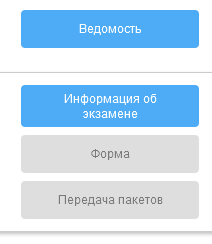 Ведомость
Информация об
экзамене
Форма
Передача пакетов